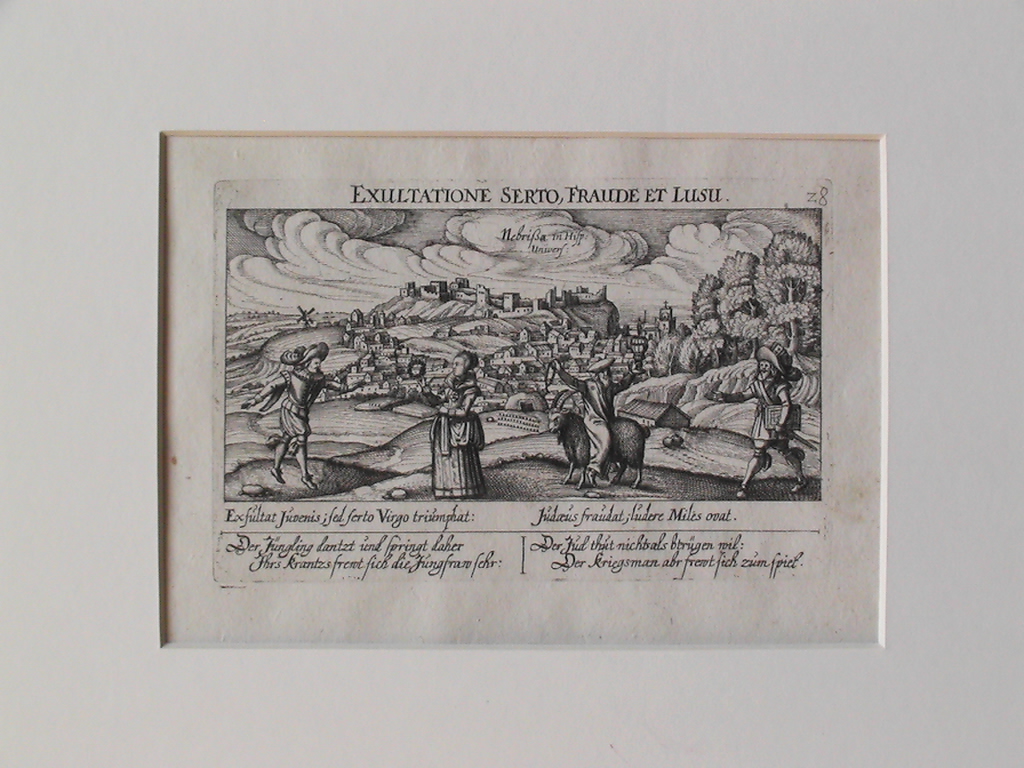 EXULTATIONE SERTO, FRAUDE ET LUSU.
28
Nebrißa in Hisp.
Univers:
Exsultat Juvenis; sed serto Virgo triumphat:
Judæus fraudat; ludere Miles ovat.
Der Jüngling dantzt und springt daher
Ihrs krantzs frewt sich die Jungfraw sehr:
Der Jud thut nichts als btrügen wil:
Der kriegsman abr frewt sich zum spiel.